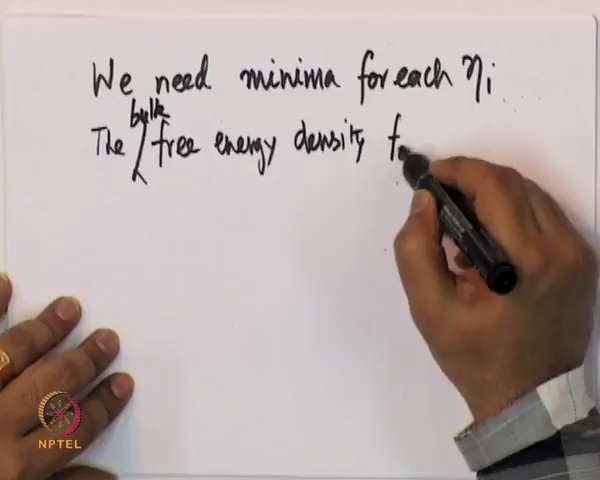 We need minima for each ηi
The bulk free energy density f
NPTEL